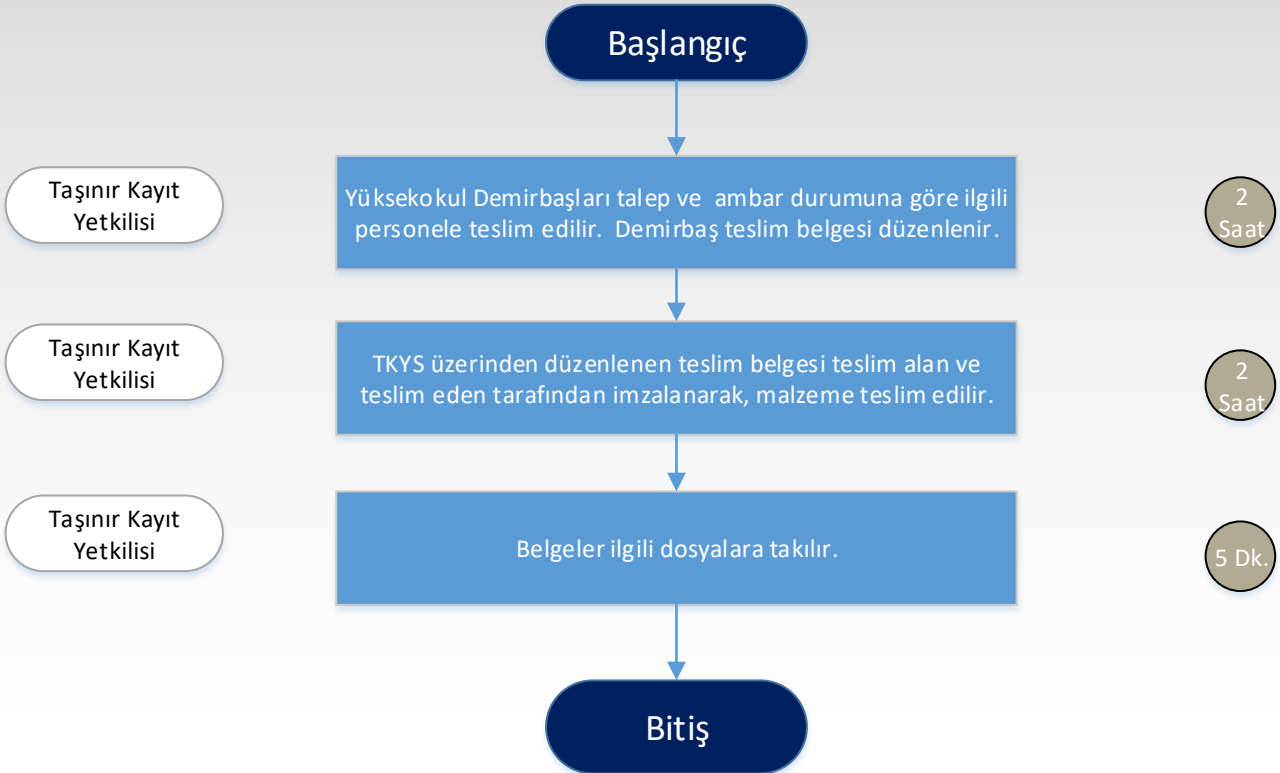 Başlangıç
Taşınır Kayıt
Yetkilisi
Yüksekokul Demirbaşları talep ve ambar durumuna göre ilgili
personele teslim edilir. Demirbaş teslim belgesi düzenlenir.
2
Saat
Taşınır Kayıt
Yetkilisi
TKYS üzerinden düzenlenen teslim belgesi teslim alan ve
teslim eden tarafından imzalanarak, malzeme teslim edilir.
2
Saat
Taşınır Kayıt
Yetkilisi
Belgeler ilgili dosyalara takılır.
5 Dk.
Bitiş